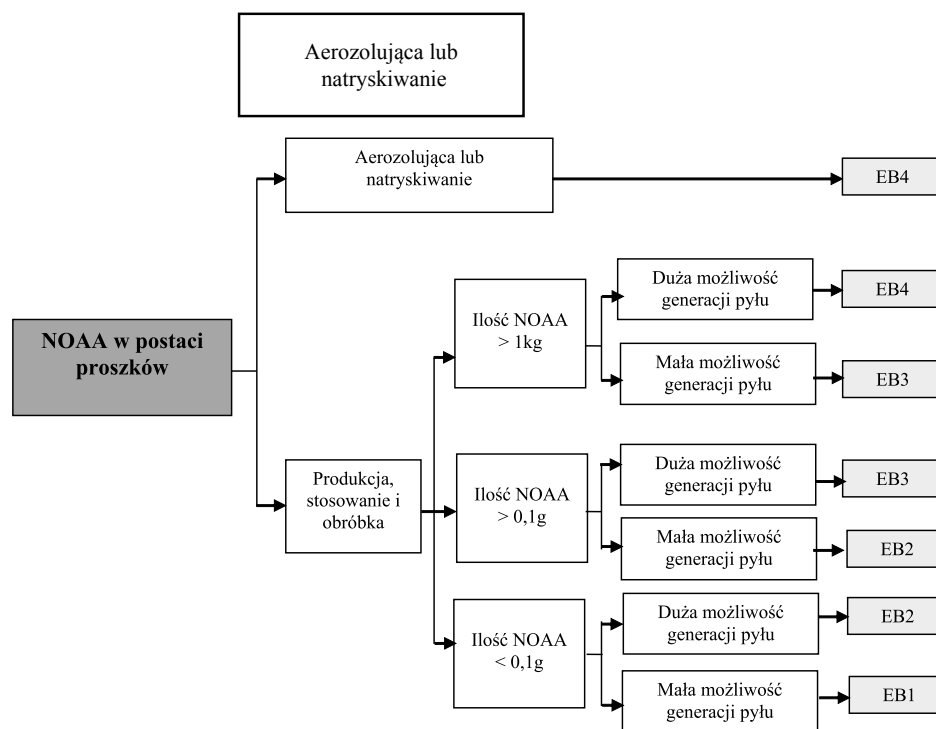 Aerozolująca lub
natryskiwanie
Aerozolująca lub
natryskiwanie
EB4
NOAA w postaci
proszków
Produkcja,
stosowanie i
obróbka
Ilość NOAA
> 1kg
Duża możliwość
generacji pyłu
EB4
Mała możliwość
generacji pyłu
EB3
Ilość NOAA
> 0,1g
Duża możliwość
generacji pyłu
EB3
Mała możliwość
generacji pyłu
EB2
Ilość NOAA
< 0,1g
Duża możliwość
generacji pyłu
EB2
Mała możliwość
generacji pyłu
EB1